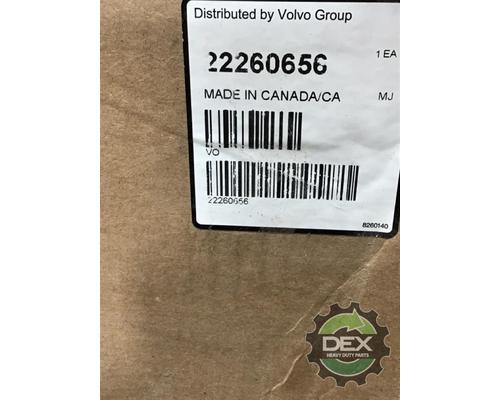 Distributed by Volvo Group
22260656
1 EA
MADE IN CANADA/CA
MJ
VO
22260656
8260140
DEX
HEAVY DUTY PARTS